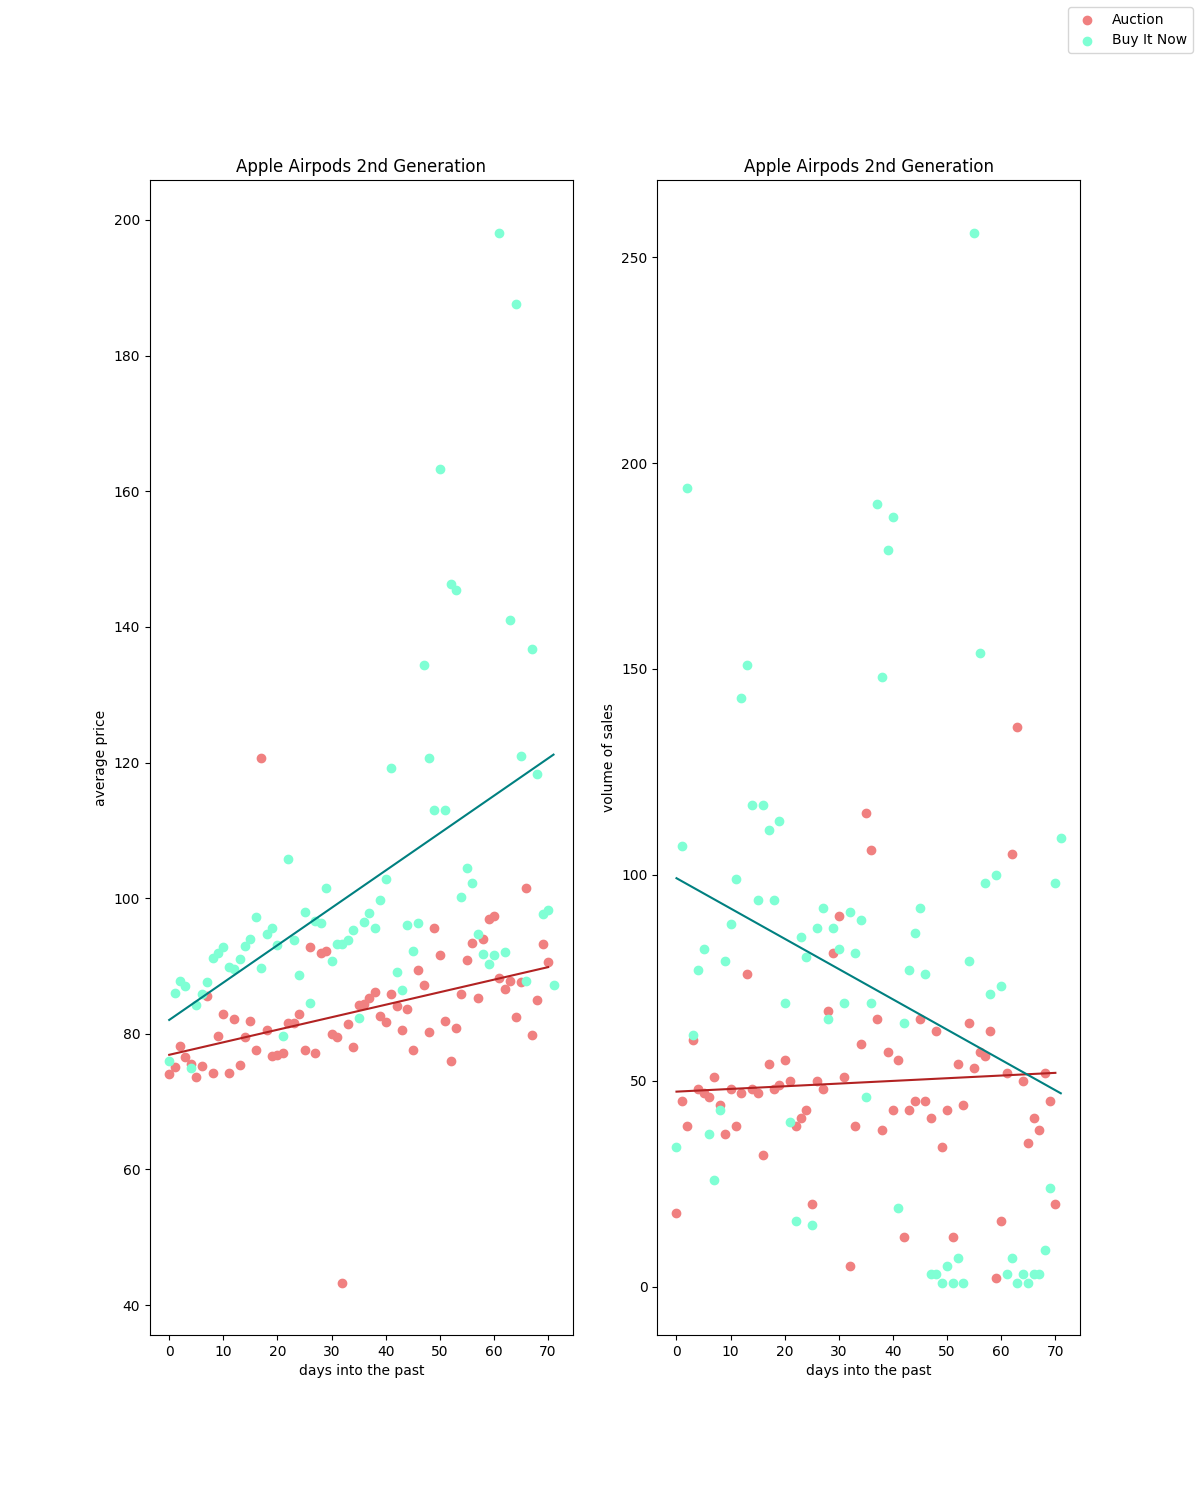 Auction
Buy It Now
Apple Airpods 2nd Generation
average price
200
180
160
140
120
100
80
60
40
0 10 20 30 40 50 60 70
days into the past
Apple Airpods 2nd Generation
volume of sales
250
200
150
100
50
0
0 10 20 30 40 50 60 70
days into the past